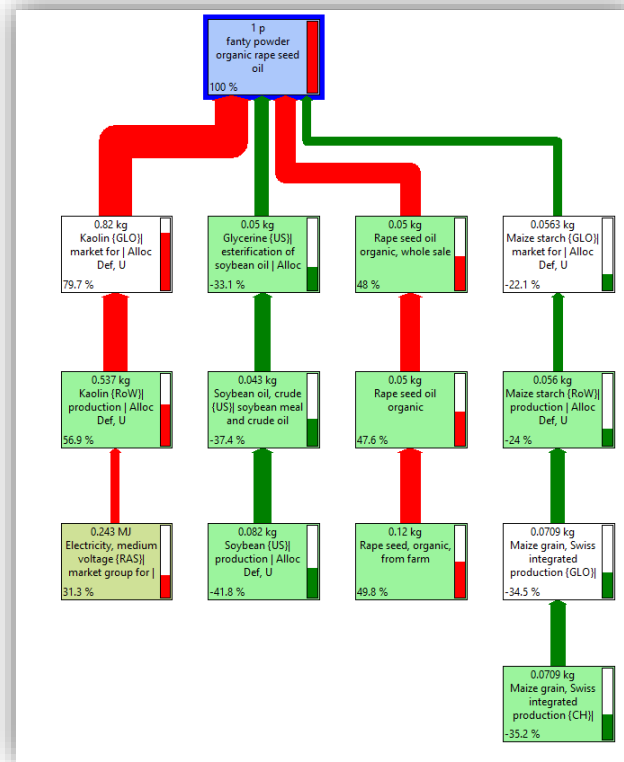 1 p
fanty powder
organic rape seed
oil
100 %
0.82 kg
Kaolin {GLO}|
market for | Alloc
Def, U
79.7 %
0.05 kg
Glycerine {US}|
esterification of
soybean oil | Alloc
-33.1 %
0.05 kg
Rape seed oil
organic, whole sale
48 %
0.0563 kg
Maize starch {GLO}|
market for | Alloc
Def, U
-22.1 %
0.537 kg
Kaolin {RoW}|
production | Alloc
Def, U
56.9 %
0.043 kg
Soybean oil, crude
{US}| soybean meal
and crude oil
-37.4 %
0.05 kg
Rape seed oil
organic
47.6 %
0.056 kg
Maize starch {RoW}|
production | Alloc
Def, U
-24 %
0.243 MJ
Electricity, medium
voltage {RAS}|
market group for |
31.3 %
0.082 kg
Soybean {US}|
production | Alloc
Def, U
-41.8 %
0.12 kg
Rape seed, organic,
from farm
49.8 %
0.0709 kg
Maize grain, Swiss
integrated
production {GLO}|
-34.5 %
0.0709 kg
Maize grain, Swiss
integrated
production {CH}|
-35.2 %